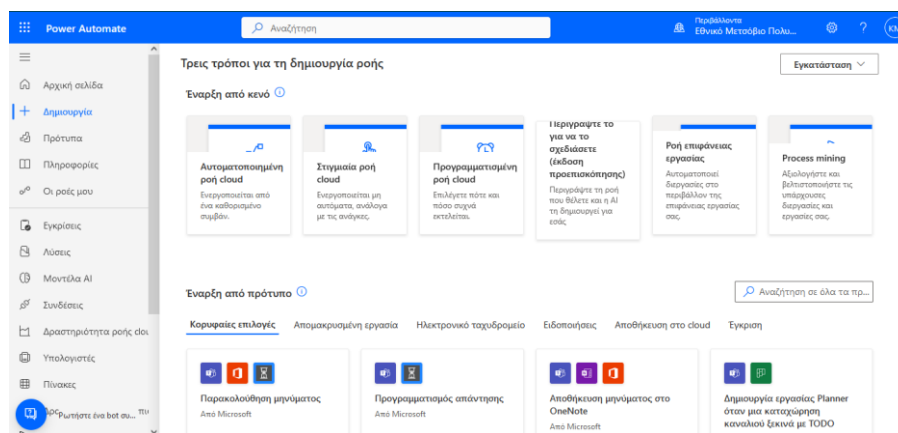 Power Automate
Αναζήτηση
Περιβάλλοντα
Εθνικό Μετσόβιο Πολυ...
?
KM
Αρχική σελίδα
Δημιουργία
Πρότυπα
Πληροφορίες
Οι ροές μου
Εγκρίσεις
Λύσεις
Μοντέλα AI
Συνδέσεις
Δραστηριότητα ροής clou
Υπολογιστές
Πίνακες
Ρωτήστε ένα bot συ...
Τρεις τρόποι για τη δημιουργία ροής
Εγκατάσταση
Έναρξη από κενό
Αυτοματοποιημένη
ροή cloud
Ενεργοποιείται από
ένα καθορισμένο
συμβάν.
Στιγμιαία ροή
cloud
Ενεργοποιείται μη
αυτόματα, ανάλογα
με τις ανάγκες.
Προγραμματισμένη
ροή cloud
Επιλέγετε πότε και
πόσο συχνά
εκτελείται.
Περιγράψτε το
για να το
σχεδιάσετε
(έκδοση
προεπισκόπησης)
Περιγράψτε τη ροή
που θέλετε και η AI
τη δημιουργεί για
εσάς.
Ροή επιφάνειας
εργασίας
Αυτοματοποιεί
διεργασίες στο
περιβάλλον της
επιφάνειας εργασίας
σας.
Process mining
Αξιολογήστε και
βελτιστοποιήστε τις
υπάρχουσες
διεργασίες και
εργασίες σας.
Έναρξη από πρότυπο
Αναζήτηση σε όλα τα πρ...
Κορυφαίες επιλογές
Απομακρυσμένη εργασία
Ηλεκτρονικό ταχυδρομείο
Ειδοποιήσεις
Αποθήκευση στο cloud
Έγκριση
Παρακολούθηση μηνύματος
Από Microsoft
Προγραμματισμός απάντησης
Από Microsoft
Αποθήκευση μηνύματος στο
OneNote
Από Microsoft
Δημιουργία εργασίας Planner
όταν μια καταχώρηση
καναλιού ξεκινά με TODO